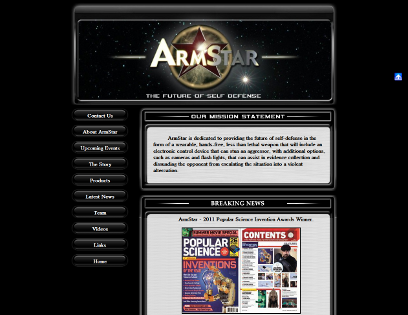 ARMSTAR
THE FUTURE OF SELF DEFENSE
Contact Us
About ArmStar
Upcoming Events
The Story
Products
Latest News
Team
Videos
Links
Home
OUR MISSION STATEMENT
ArmStar is dedicated to providing the future of self-defense in the
form of a wearable, hands-free, less than lethal weapon that will include an
electronic control device that can stun an aggressor, with additional options,
such as cameras and flash lights, that can assist in evidence collection and
dissuading the opponent from escalating the situation into a violent
altercation.
BREAKING NEWS
ArmStar - 2011 Popular Science Invention Awards Winner
POPULAR
SCIENCE
INVENTIONS
CONTENTS